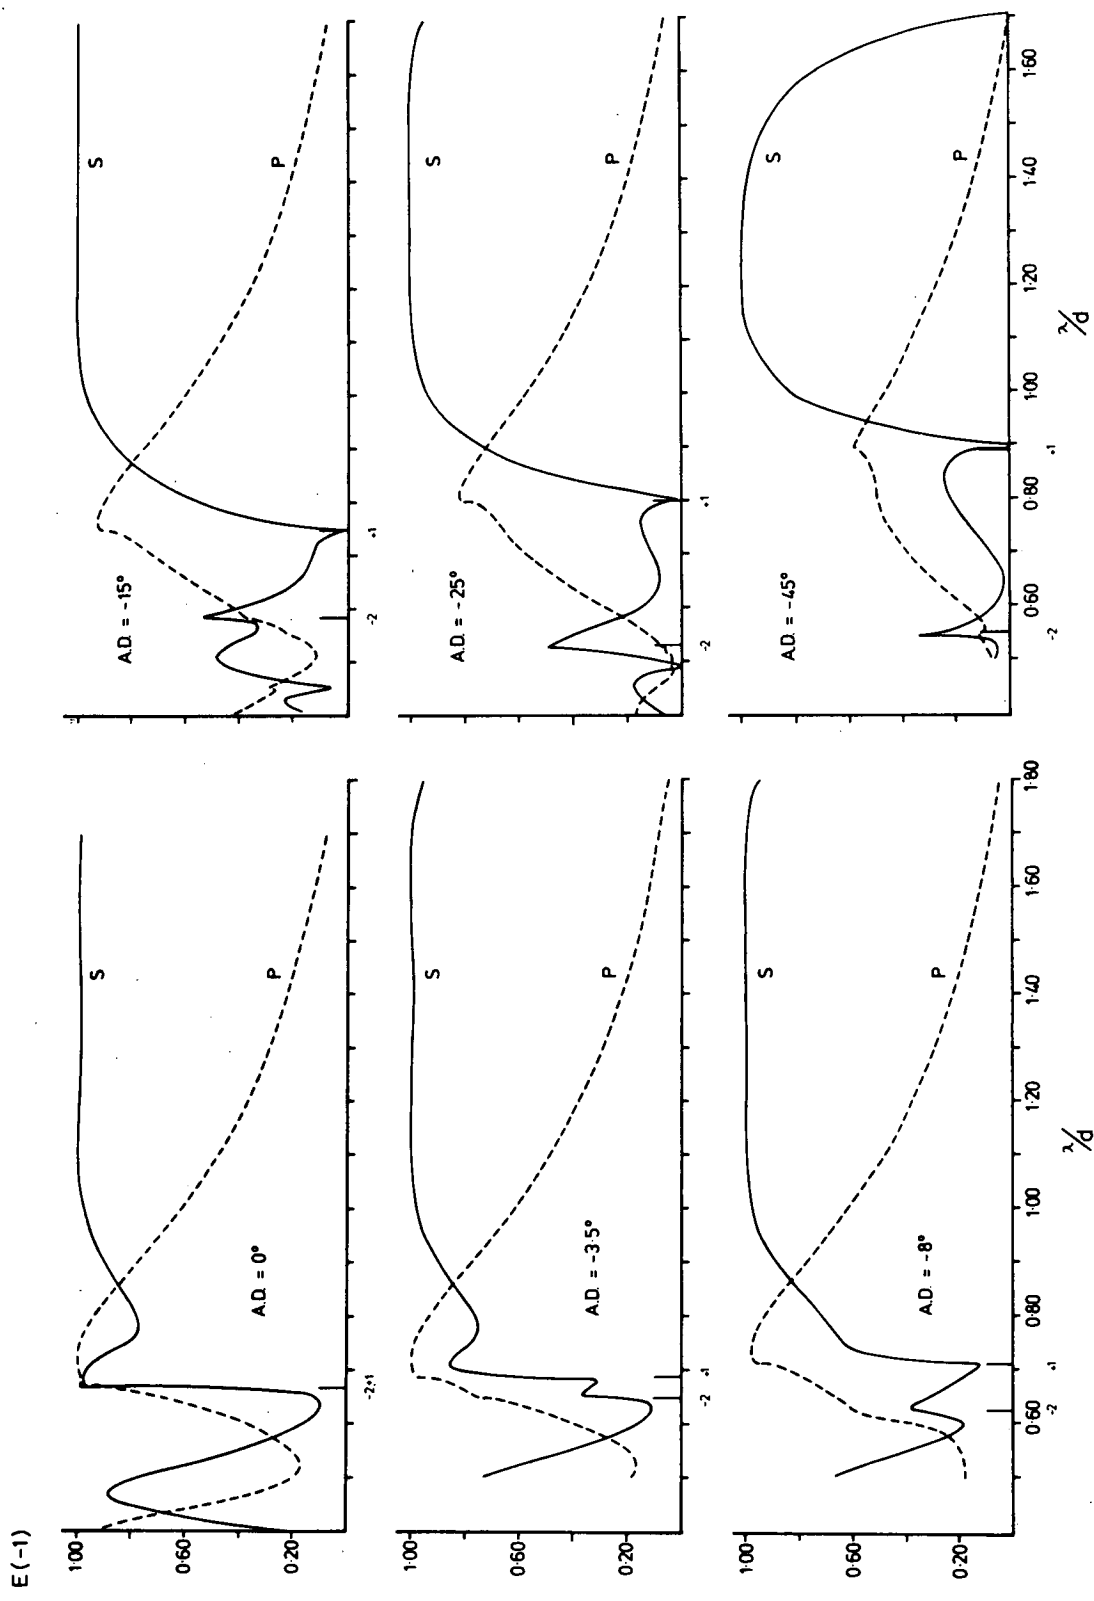 E (-1)
1·00
0·60
0·20
S
P
A.D. = 0°
-2,+1
S
P
A.D. = -15°
-2
+1
1·00
0·60
0·20
S
P
A.D. = -3·5°
-2
+1
S
P
A.D. = -25°
-2
+1
1·00
0·60
0·20
S
P
A.D. = -8°
-2
+1
0·60 0·80 1·00 1·20 1·40 1·60 1·80
λ/d
S
P
A.D. = -45°
-2
+1
0·60 0·80 1·00 1·20 1·40 1·60
λ/d